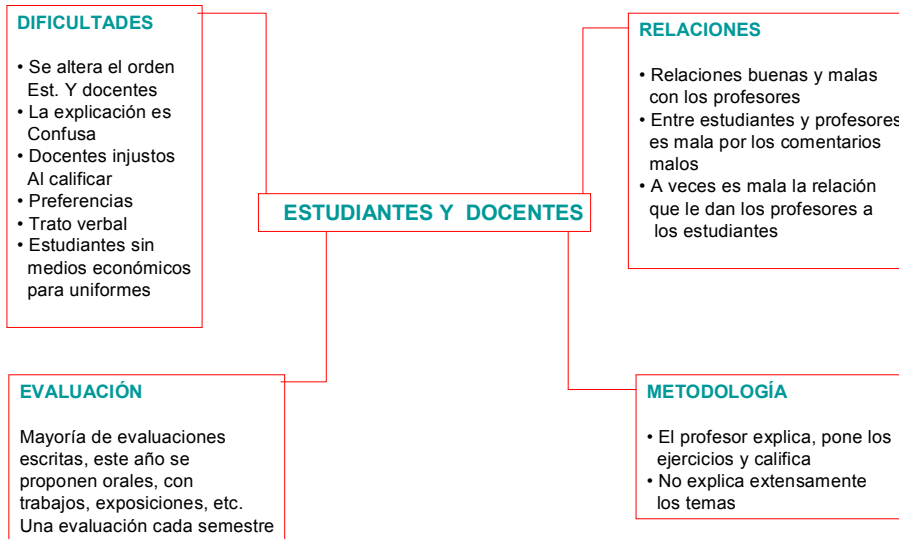 DIFICULTADES
• Se altera el orden
Est. Y docentes
• La explicación es
Confusa
• Docentes injustos
Al calificar
• Preferencias
• Trato verbal
• Estudiantes sin
medios económicos
para uniformes
RELACIONES
• Relaciones buenas y malas
con los profesores
• Entre estudiantes y profesores
es mala por los comentarios
malos
• A veces es mala la relación
que le dan los profesores a
los estudiantes
ESTUDIANTES Y DOCENTES
EVALUACIÓN
Mayoría de evaluaciones
escritas, este año se
proponen orales, con
trabajos, exposiciones, etc.
Una evaluación cada semestre
METODOLOGÍA
• El profesor explica, pone los
ejercicios y califica
• No explica extensamente
los temas